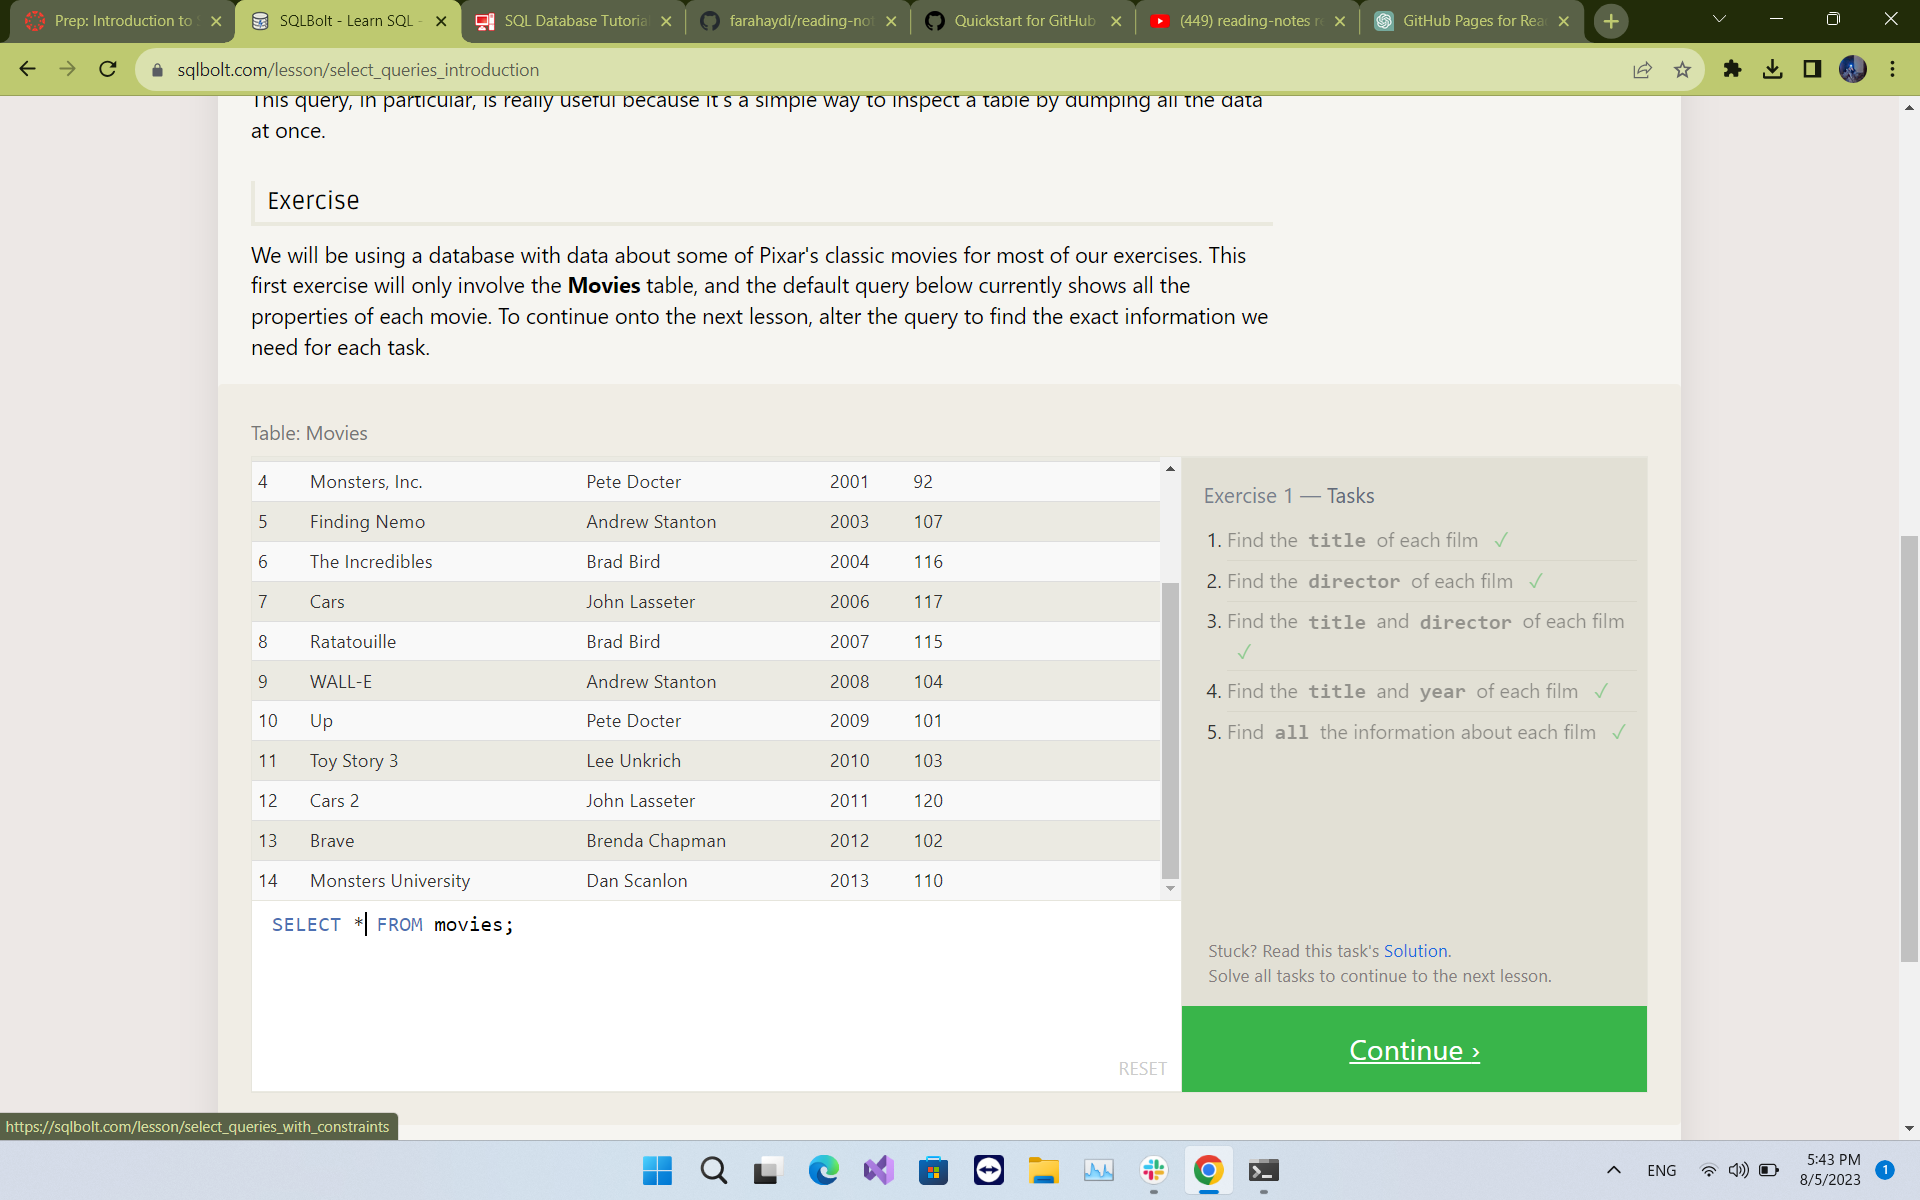 Prep: Introduction to S
SQLBolt - Learn SQL -
SQL Database Tutoria
farahaydi/reading-not
Quickstart for GitHub
(449) reading-notes r
GitHub Pages for Rea
sqlbolt.com/lesson/select_queries_introduction
This query, in particular, is really useful because it's a simple way to inspect a table by dumping all the data
at once.
Exercise
We will be using a database with data about some of Pixar's classic movies for most of our exercises. This
first exercise will only involve the Movies table, and the default query below currently shows all the
properties of each movie. To continue onto the next lesson, alter the query to find the exact information we
need for each task.
Table: Movies
4 Monsters, Inc. Pete Docter 2001 92
5 Finding Nemo Andrew Stanton 2003 107
6 The Incredibles Brad Bird 2004 116
7 Cars John Lasseter 2006 117
8 Ratatouille Brad Bird 2007 115
9 WALL-E Andrew Stanton 2008 104
10 Up Pete Docter 2009 101
11 Toy Story 3 Lee Unkrich 2010 103
12 Cars 2 John Lasseter 2011 120
13 Brave Brenda Chapman 2012 102
14 Monsters University Dan Scanlon 2013 110
SELECT * FROM movies;
RESET
Exercise 1 — Tasks
1. Find the title of each film ✓
2. Find the director of each film ✓
3. Find the title and director of each film
✓
4. Find the title and year of each film ✓
5. Find all the information about each film ✓
Stuck? Read this task's Solution.
Solve all tasks to continue to the next lesson.
Continue ›
https://sqlbolt.com/lesson/select_queries_with_constraints
ENG
5:43 PM
8/5/2023
1